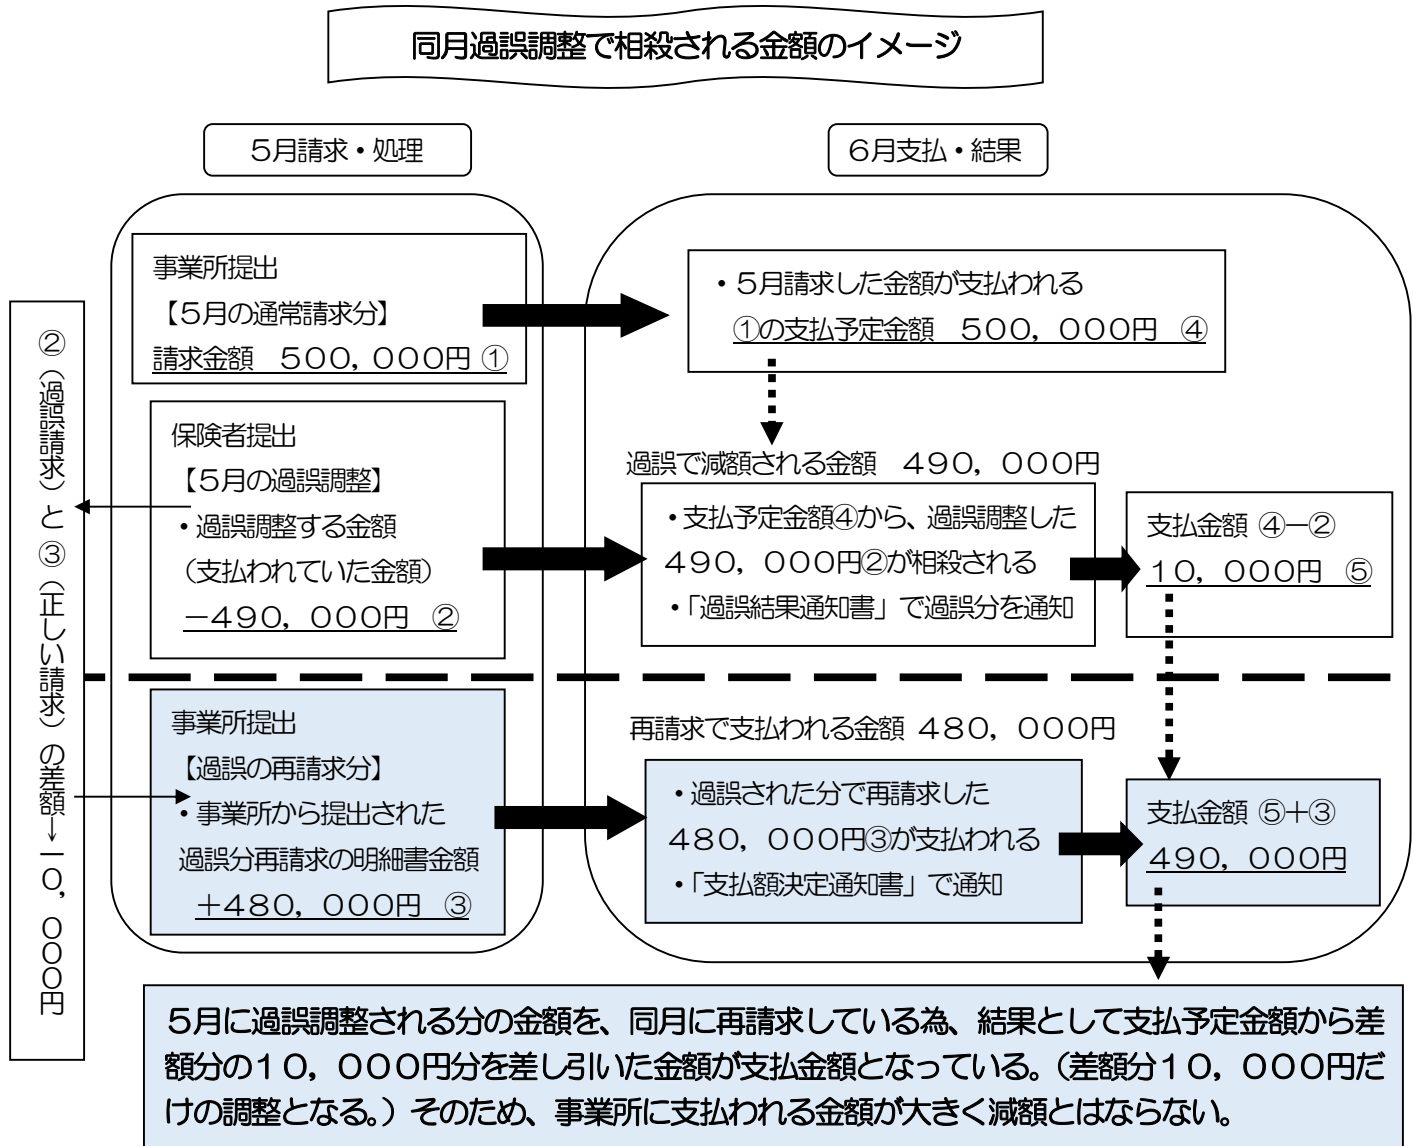 同月過誤調整で相殺される金額のイメージ
５月請求・処理
６月支払・結果
事業所提出
【５月の通常請求分】
請求金額　５００，０００円 ①
・５月請求した金額が支払われる
①の支払予定金額　５００，０００円　④
②（過誤請求）と③（正しい請求）の差額→－１０，０００円
保険者提出
【５月の過誤調整】
・過誤調整する金額
（支払われていた金額）
－４９０，０００円　②
過誤で減額される金額　４９０，０００円
・支払予定金額④から、過誤調整した
４９０，０００円②が相殺される
・「過誤結果通知書」で過誤分を通知
支払金額 ④－②
１０，０００円　⑤
事業所提出
【過誤の再請求分】
・事業所から提出された
過誤分再請求の明細書金額
＋４８０，０００円　③
再請求で支払われる金額 ４８０，０００円
・過誤された分で再請求した
４８０，０００円③が支払われる
・「支払額決定通知書」で通知
支払金額 ⑤＋③
４９０，０００円
５月に過誤調整される分の金額を、同月に再請求している為、結果として支払予定金額から差
額分の１０，０００円分を差し引いた金額が支払金額となっている。（差額分１０，０００円だ
けの調整となる。）そのため、事業所に支払われる金額が大きく減額とはならない。